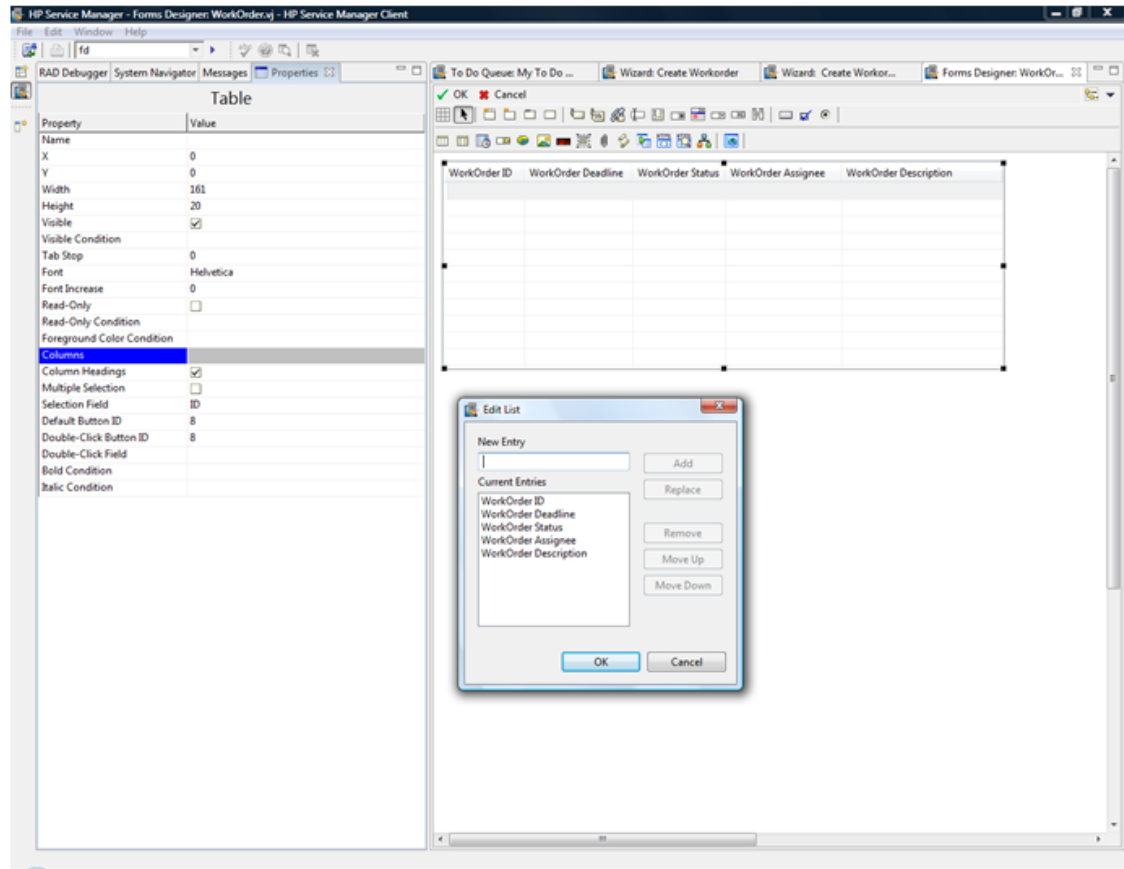 HP Service Manager - Forms Designer: WorkOrder.vj - HP Service Manager Client
File Edit Window Help
fd
RAD Debugger System Navigator Messages Properties
To Do Queue: My To Do ... Wizard: Create Workorder Wizard: Create Workor... Forms Designer: WorkOr...
OK Cancel
Table
Property Value
Name
X 0
Y 0
Width 161
Height 20
Visible
Visible Condition
Tab Stop 0
Font Helvetica
Font Increase 0
Read-Only
Read-Only Condition
Foreground Color Condition
Columns
Column Headings
Multiple Selection
Selection Field ID
Default Button ID 8
Double-Click Button ID 8
Double-Click Field
Bold Condition
Italic Condition
WorkOrder ID WorkOrder Deadline WorkOrder Status WorkOrder Assignee WorkOrder Description
Edit List
New Entry
Add
Current Entries
Replace
WorkOrder ID
WorkOrder Deadline
WorkOrder Status
WorkOrder Assignee
WorkOrder Description
Remove
Move Up
Move Down
OK Cancel